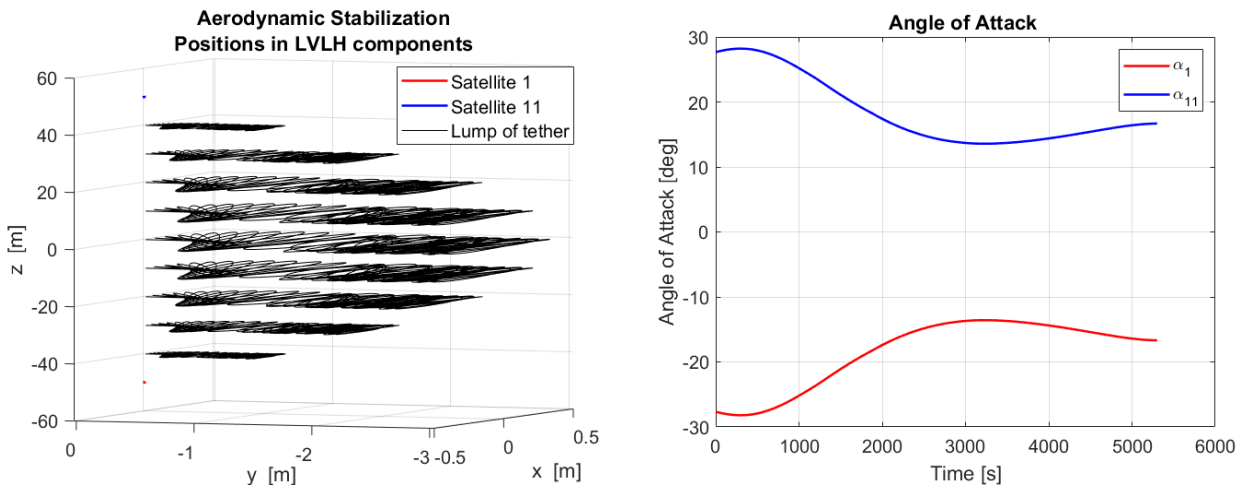 Aerodynamic Stabilization
Positions in LVLH components
Satellite 1
Satellite 11
Lump of tether
60
40
20
0
-20
-40
-60
z [m]
0
-1
-2
-3
y [m]
-0.5
0
0.5
x [m]
Angle of Attack
α1
α11
30
20
10
0
-10
-20
-30
Angle of Attack [deg]
0
1000
2000
3000
4000
5000
6000
Time [s]